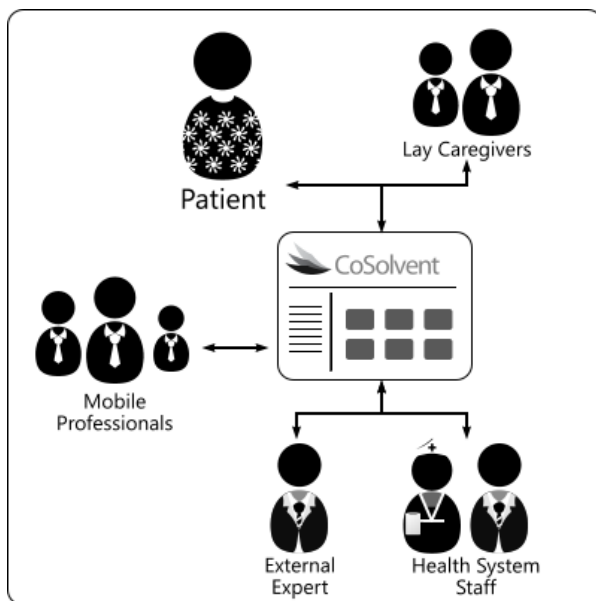 Lay Caregivers
Patient
CoSolvent
Mobile
Professionals
External
Expert
Health System
Staff